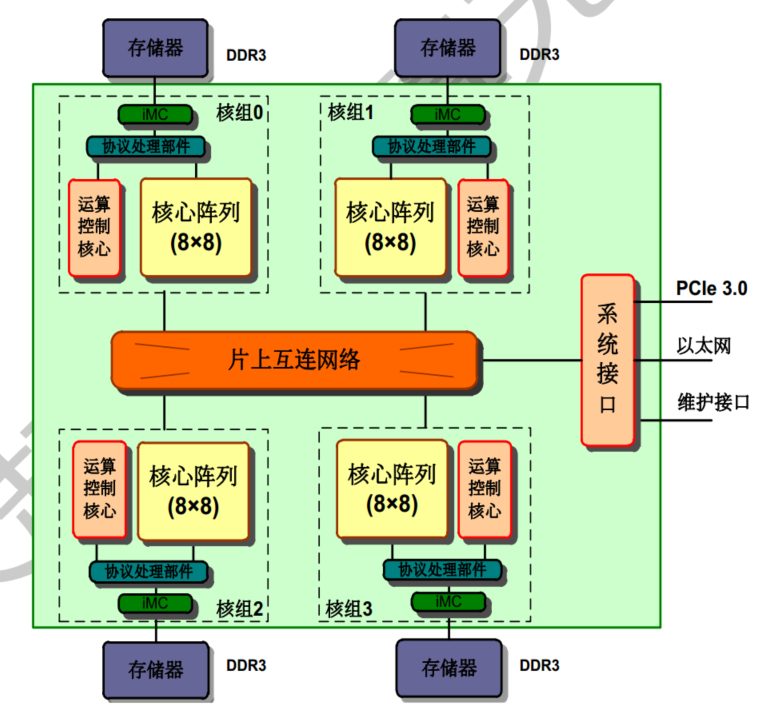 存储器
DDR3
存储器
DDR3
iMC
核组0
核组1
iMC
协议处理部件
协议处理部件
运算
控制
核心
核心阵列
(8×8)
核心阵列
(8×8)
运算
控制
核心
片上互连网络
系
统
接
口
PCIe 3.0
以太网
维护接口
运算
控制
核心
核心阵列
(8×8)
核心阵列
(8×8)
运算
控制
核心
协议处理部件
协议处理部件
iMC
核组2
核组3
iMC
存储器
DDR3
存储器
DDR3